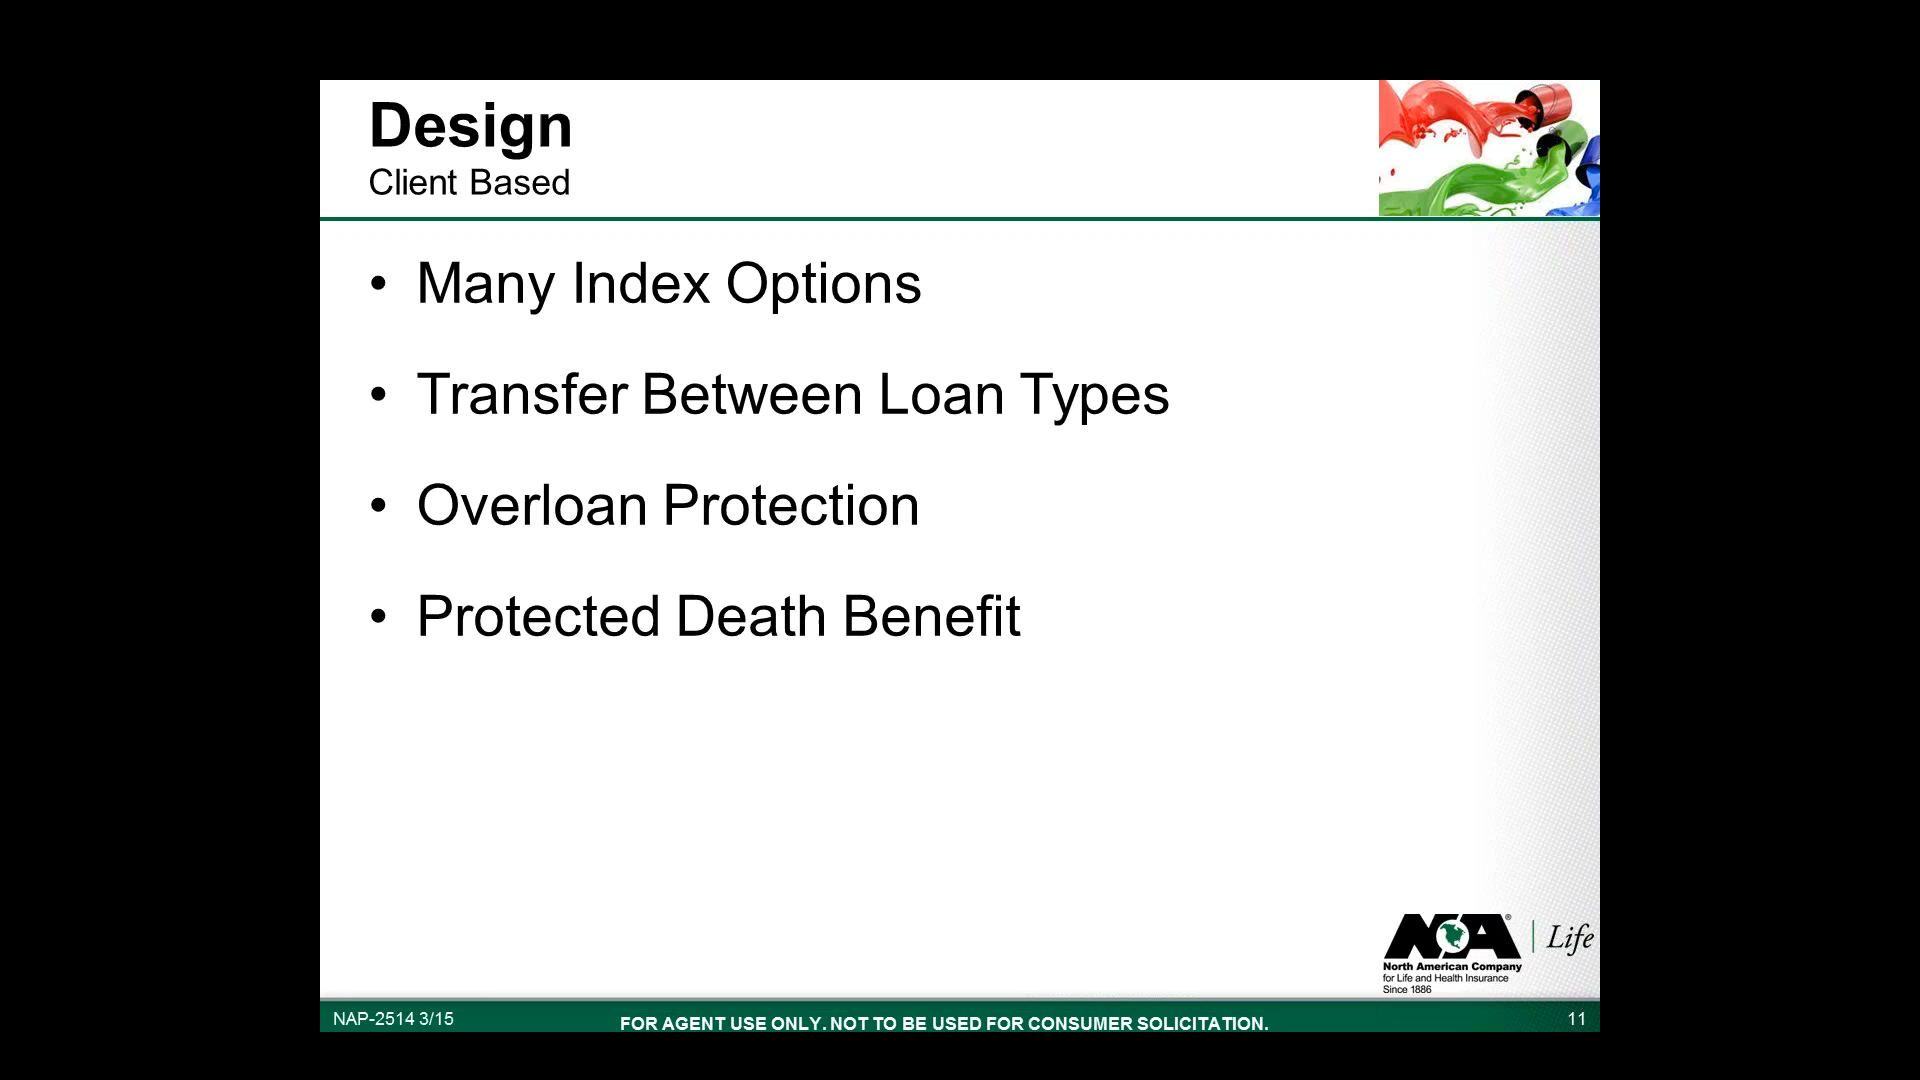 Design
Client Based
• Many Index Options
• Transfer Between Loan Types
• Overloan Protection
• Protected Death Benefit
NA®
Life
North American Company
for Life and Health Insurance
Since 1886
NAP-2514 3/15
FOR AGENT USE ONLY. NOT TO BE USED FOR CONSUMER SOLICITATION.
11